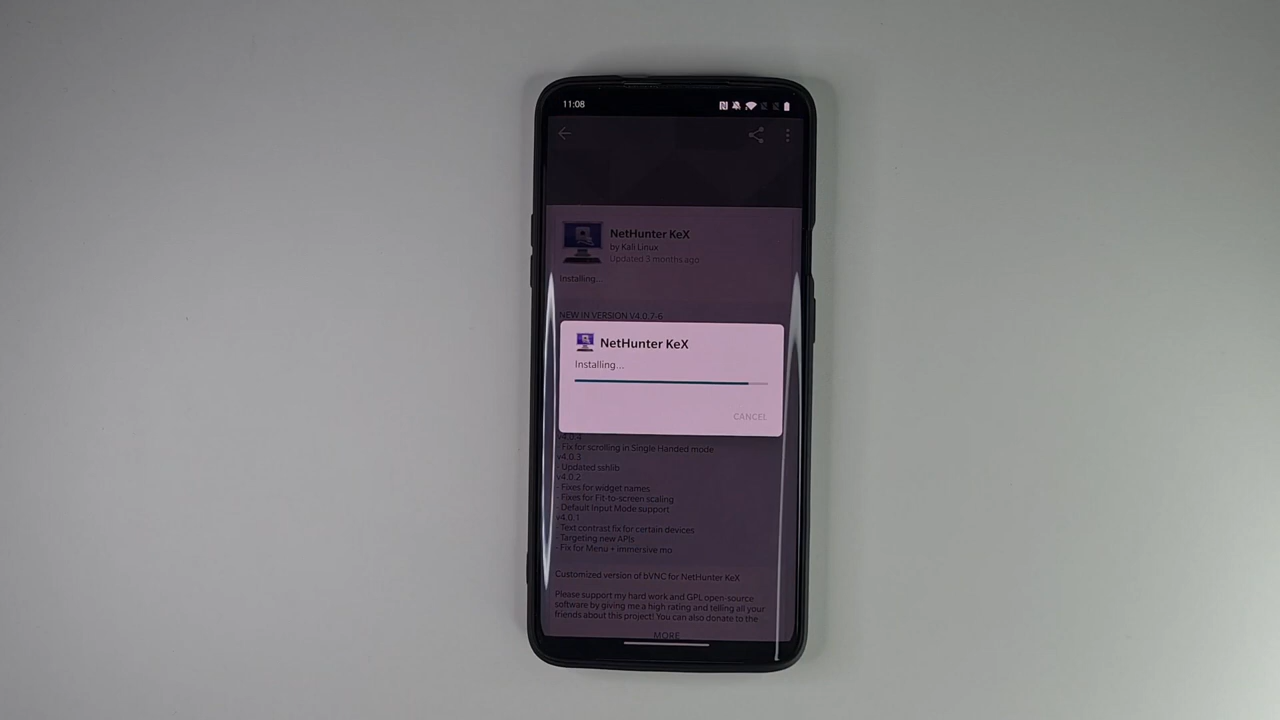 11:08
NetHunter KeX
by Kali Linux
Updated 3 months ago
Installing...
NEW IN VERSION V4.0.7-6
NetHunter KeX
Installing...
CANCEL
v4.0.4
- Fix for scrolling in Single Handed mode
v4.0.3
- Updated sshlib
v4.0.2
- Fixes for widget names
- Fixes for Fit-to-screen scaling
- Default Input Mode support
v4.0.1
- Text contrast fix for certain devices
- Targeting new APIs
- Fix for Menu + immersive mo
Customized version of bVNC for NetHunter KeX
Please support my hard work and GPL open-source
software by giving me a high rating and telling all your
friends about this project! You can also donate to the
MORE